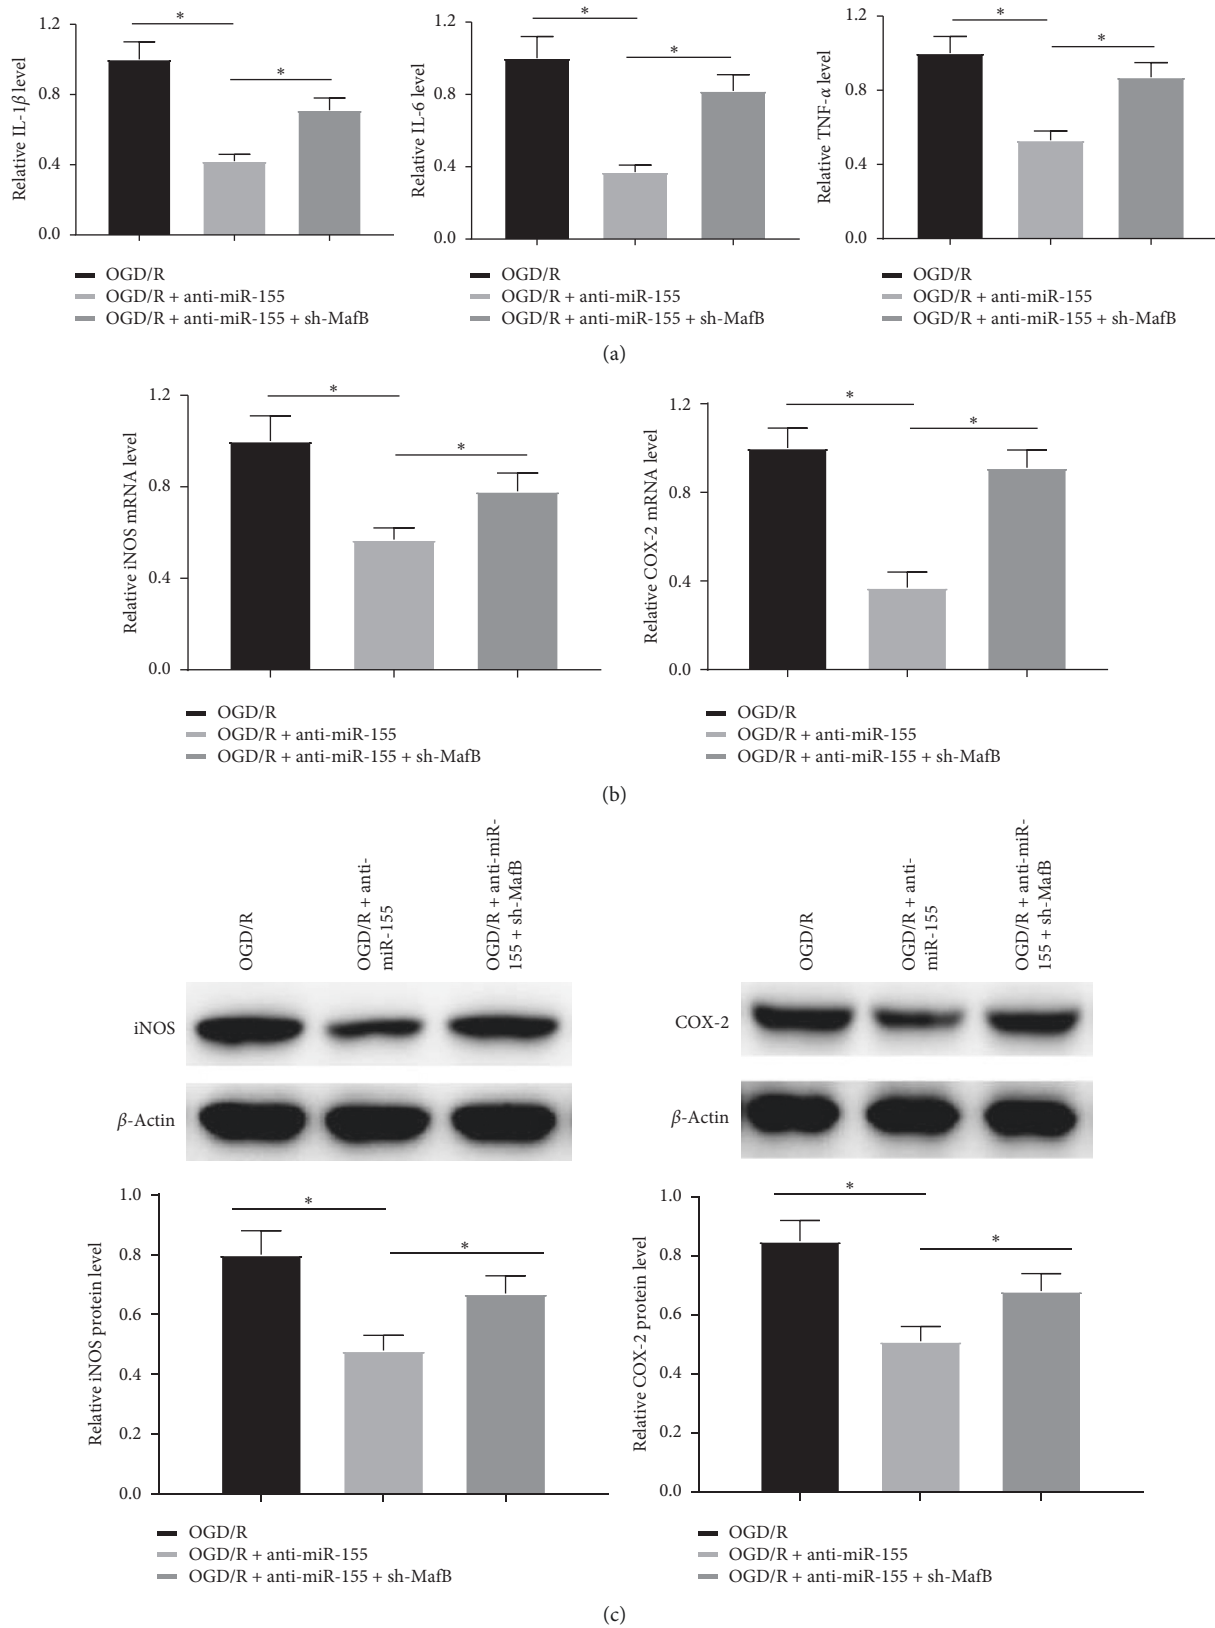 Relative IL-1β level
1.2
0.8
0.4
0.0
*
*
OGD/R
OGD/R + anti-miR-155
OGD/R + anti-miR-155 + sh-MafB
Relative IL-6 level
1.2
0.8
0.4
0.0
*
*
OGD/R
OGD/R + anti-miR-155
OGD/R + anti-miR-155 + sh-MafB
Relative TNF-α level
1.2
0.8
0.4
0.0
*
*
OGD/R
OGD/R + anti-miR-155
OGD/R + anti-miR-155 + sh-MafB
(a)
Relative iNOS mRNA level
1.2
0.8
0.4
0.0
*
*
OGD/R
OGD/R + anti-miR-155
OGD/R + anti-miR-155 + sh-MafB
Relative COX-2 mRNA level
1.2
0.8
0.4
0.0
*
*
OGD/R
OGD/R + anti-miR-155
OGD/R + anti-miR-155 + sh-MafB
(b)
OGD/R
OGD/R + anti-
miR-155
OGD/R + anti-miR-
155 + sh-MafB
iNOS
β-Actin
Relative iNOS protein level
1.0
0.8
0.6
0.4
0.2
0.0
*
*
OGD/R
OGD/R + anti-miR-155
OGD/R + anti-miR-155 + sh-MafB
OGD/R
OGD/R + anti-
miR-155
OGD/R + anti-miR-
155 + sh-MafB
COX-2
β-Actin
Relative COX-2 protein level
1.0
0.8
0.6
0.4
0.2
0.0
*
*
OGD/R
OGD/R + anti-miR-155
OGD/R + anti-miR-155 + sh-MafB
(c)